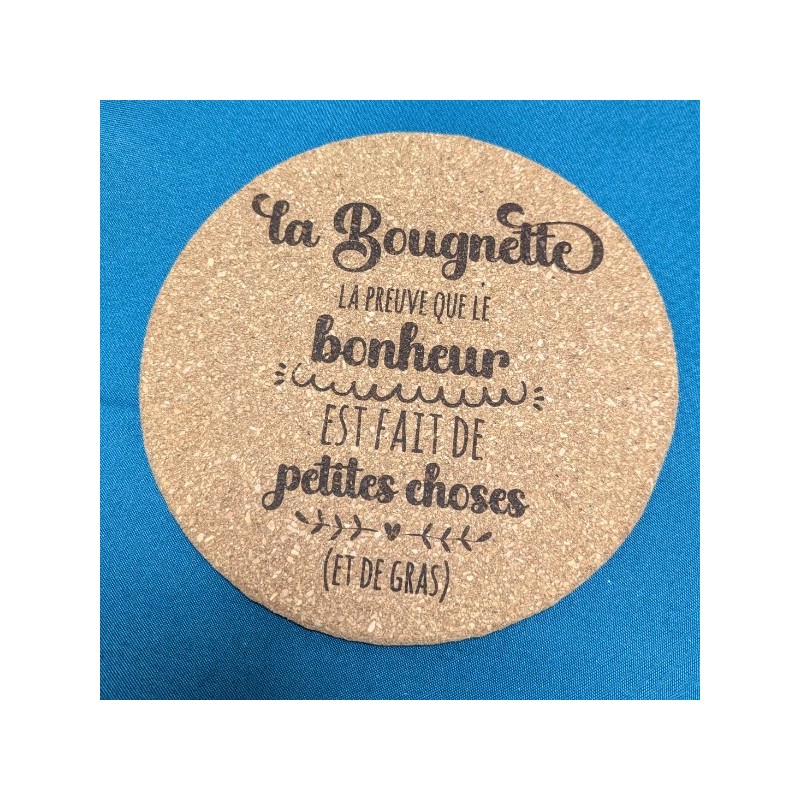 la Bougnette
LA PREUVE QUE LE
bonheur
EST FAIT DE
petites choses
(ET DE GRAS)